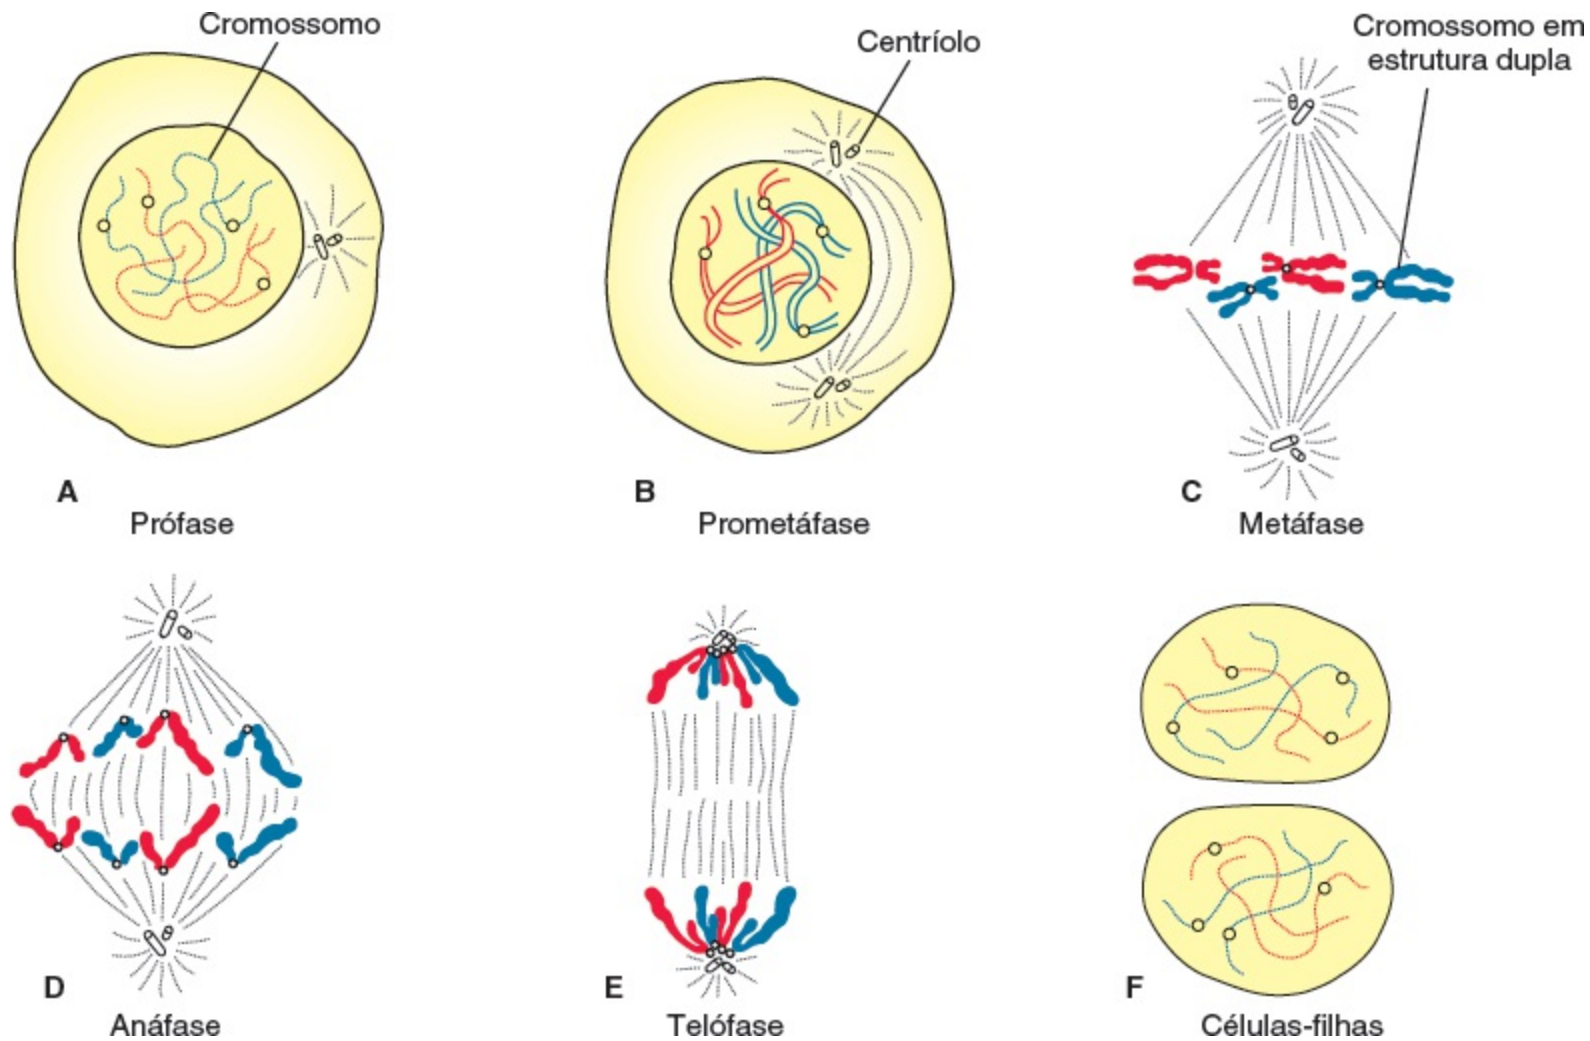 Cromossomo
Centríolo
Cromossomo em
estrutura dupla
A
Prófase
B
Prometáfase
C
Metáfase
D
Anáfase
E
Telófase
F
Células-filhas